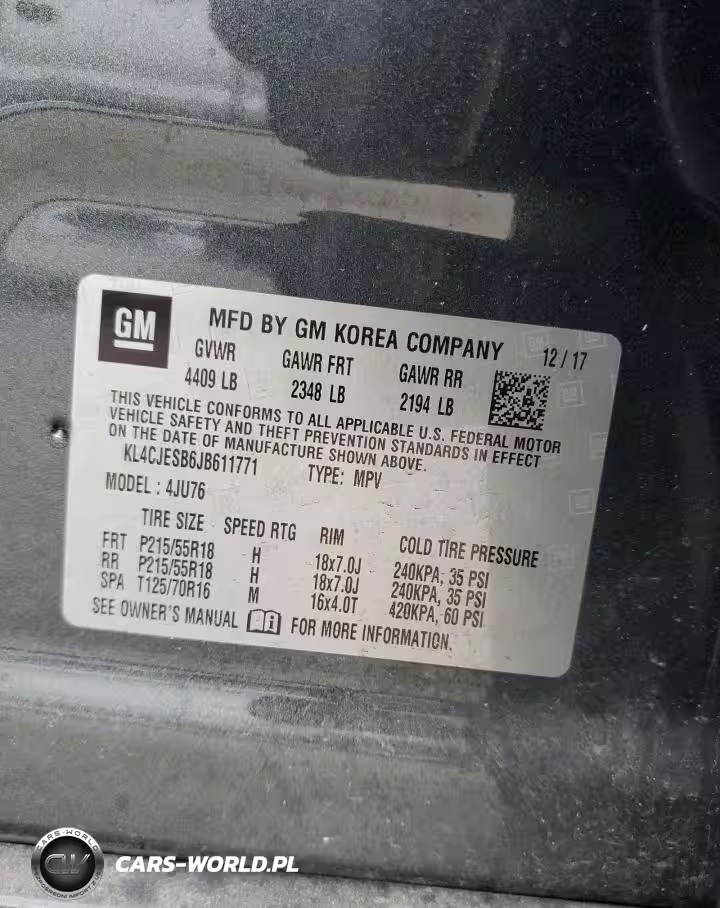 GM
MFD BY GM KOREA COMPANY 12/17
GVWR GAWR FRT GAWR RR
4409 LB 2348 LB 2194 LB
THIS VEHICLE CONFORMS TO ALL APPLICABLE U.S. FEDERAL MOTOR
VEHICLE SAFETY AND THEFT PREVENTION STANDARDS IN EFFECT
ON THE DATE OF MANUFACTURE SHOWN ABOVE.
KL4CJESB6JB611771 TYPE: MPV
MODEL : 4JU76
TIRE SIZE SPEED RTG RIM COLD TIRE PRESSURE
FRT P215/55R18 H 18x7.0J 240KPA, 35 PSI
RR P215/55R18 H 18x7.0J 240KPA, 35 PSI
SPA T125/70R16 M 16x4.0T 420KPA, 60 PSI
SEE OWNER'S MANUAL FOR MORE INFORMATION.
CARS-WORLD
CW
CARS-WORLD.PL